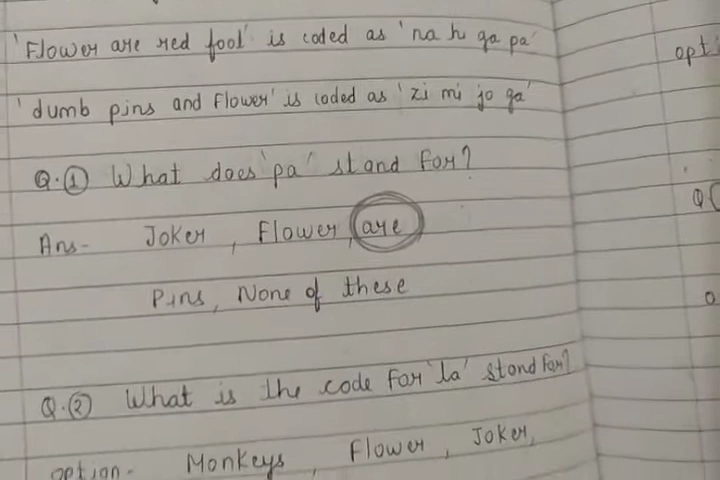 'Flower are red fool' is coded as 'na hi ga pa'
'dumb pins and Flower' is coded as 'zi mi jo ga'
opti
Q.① What does 'pa' stand for?
Ans- Joker, Flower, are
Pins, None of these
Q(
Q.② What is the code for 'la' stand for?
option- Monkeys, Flower, Joker,